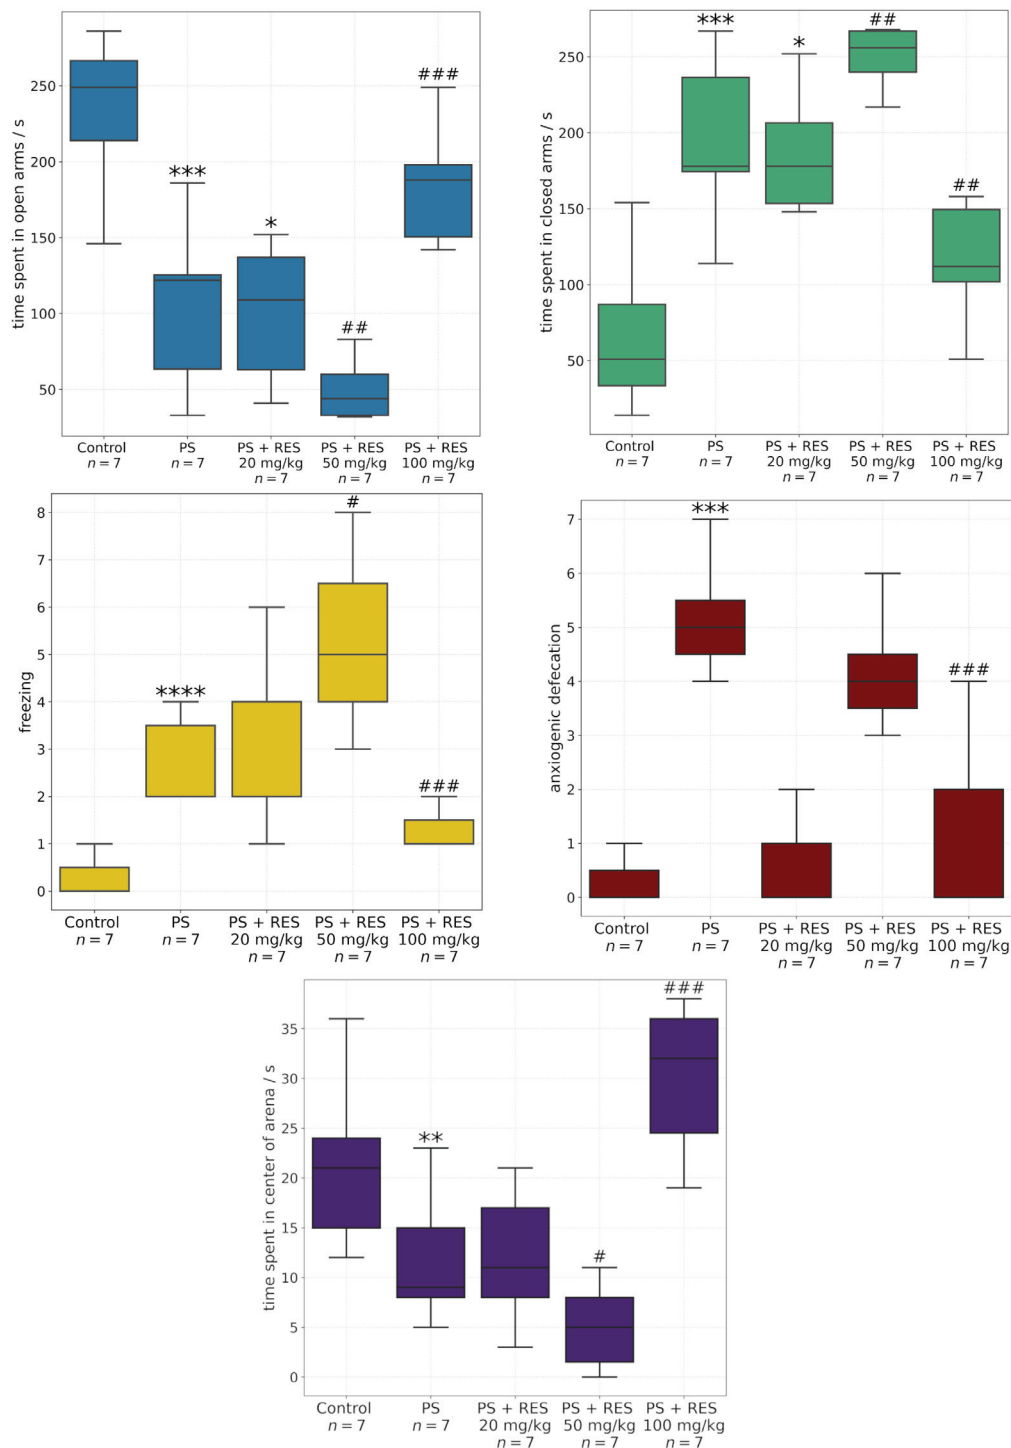 time spent in open arms / s
250
200
150
100
50
***
*
##
###
Control
n = 7
PS
n = 7
PS + RES
20 mg/kg
n = 7
PS + RES
50 mg/kg
n = 7
PS + RES
100 mg/kg
n = 7
time spent in closed arms / s
250
200
150
100
50
***
*
##
##
Control
n = 7
PS
n = 7
PS + RES
20 mg/kg
n = 7
PS + RES
50 mg/kg
n = 7
PS + RES
100 mg/kg
n = 7
freezing
8
7
6
5
4
3
2
1
0
****
#
###
Control
n = 7
PS
n = 7
PS + RES
20 mg/kg
n = 7
PS + RES
50 mg/kg
n = 7
PS + RES
100 mg/kg
n = 7
anxiogenic defecation
7
6
5
4
3
2
1
0
***
###
Control
n = 7
PS
n = 7
PS + RES
20 mg/kg
n = 7
PS + RES
50 mg/kg
n = 7
PS + RES
100 mg/kg
n = 7
time spent in center of arena / s
35
30
25
20
15
10
5
0
**
#
###
Control
n = 7
PS
n = 7
PS + RES
20 mg/kg
n = 7
PS + RES
50 mg/kg
n = 7
PS + RES
100 mg/kg
n = 7